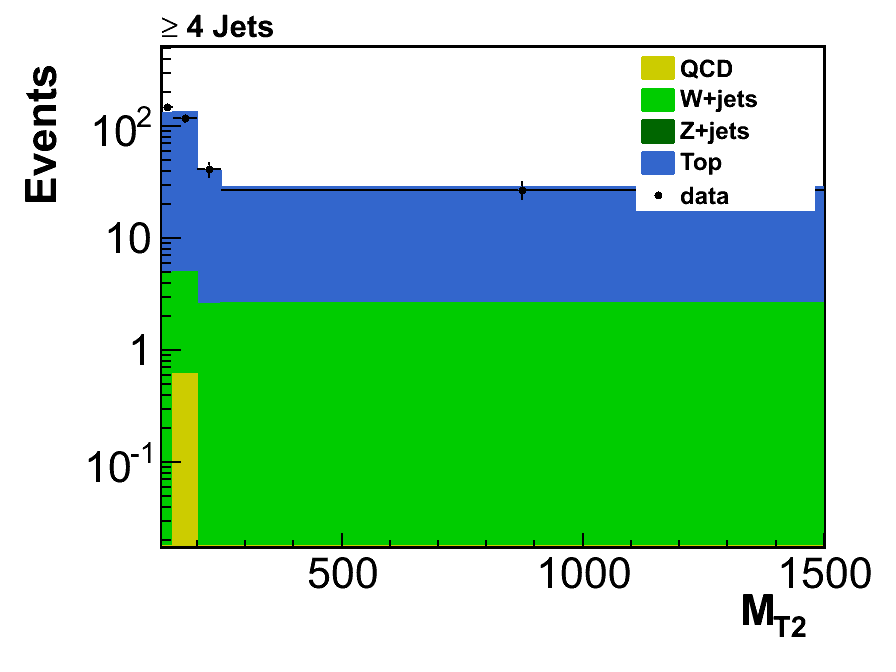 ≥ 4 Jets
Events
10²
10
1
10⁻¹
QCD
W+jets
Z+jets
Top
data
500 1000 1500
M_T2